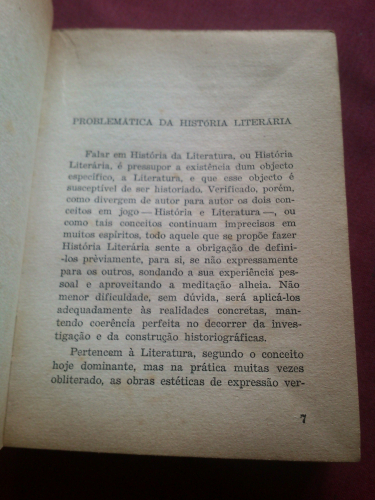 PROBLEMÁTICA DA HISTÓRIA LITERÁRIA
Falar em História da Literatura, ou História
Literária, é pressupor a existência dum objecto
específico, a Literatura, e que esse objecto é
susceptível de ser historiado. Verificado, porém,
como divergem de autor para autor os dois con-
ceitos em jogo — História e Literatura —, ou
como tais conceitos continuam imprecisos em
muitos espíritos, todo aquele que se propõe fazer
História Literária sente a obrigação de defini-
-los prèviamente, para si, se não expressamente
para os outros, sondando a sua experiência pes-
soal e aproveitando a meditação alheia. Não
menor dificuldade, sem dúvida, será aplicá-los
adequadamente às realidades concretas, man-
tendo coerência perfeita no decorrer da inves-
tigação e da construção historiográficas.
Pertencem à Literatura, segundo o conceito
hoje dominante, mas na prática muitas vezes
obliterado, as obras estéticas de expressão ver-
7